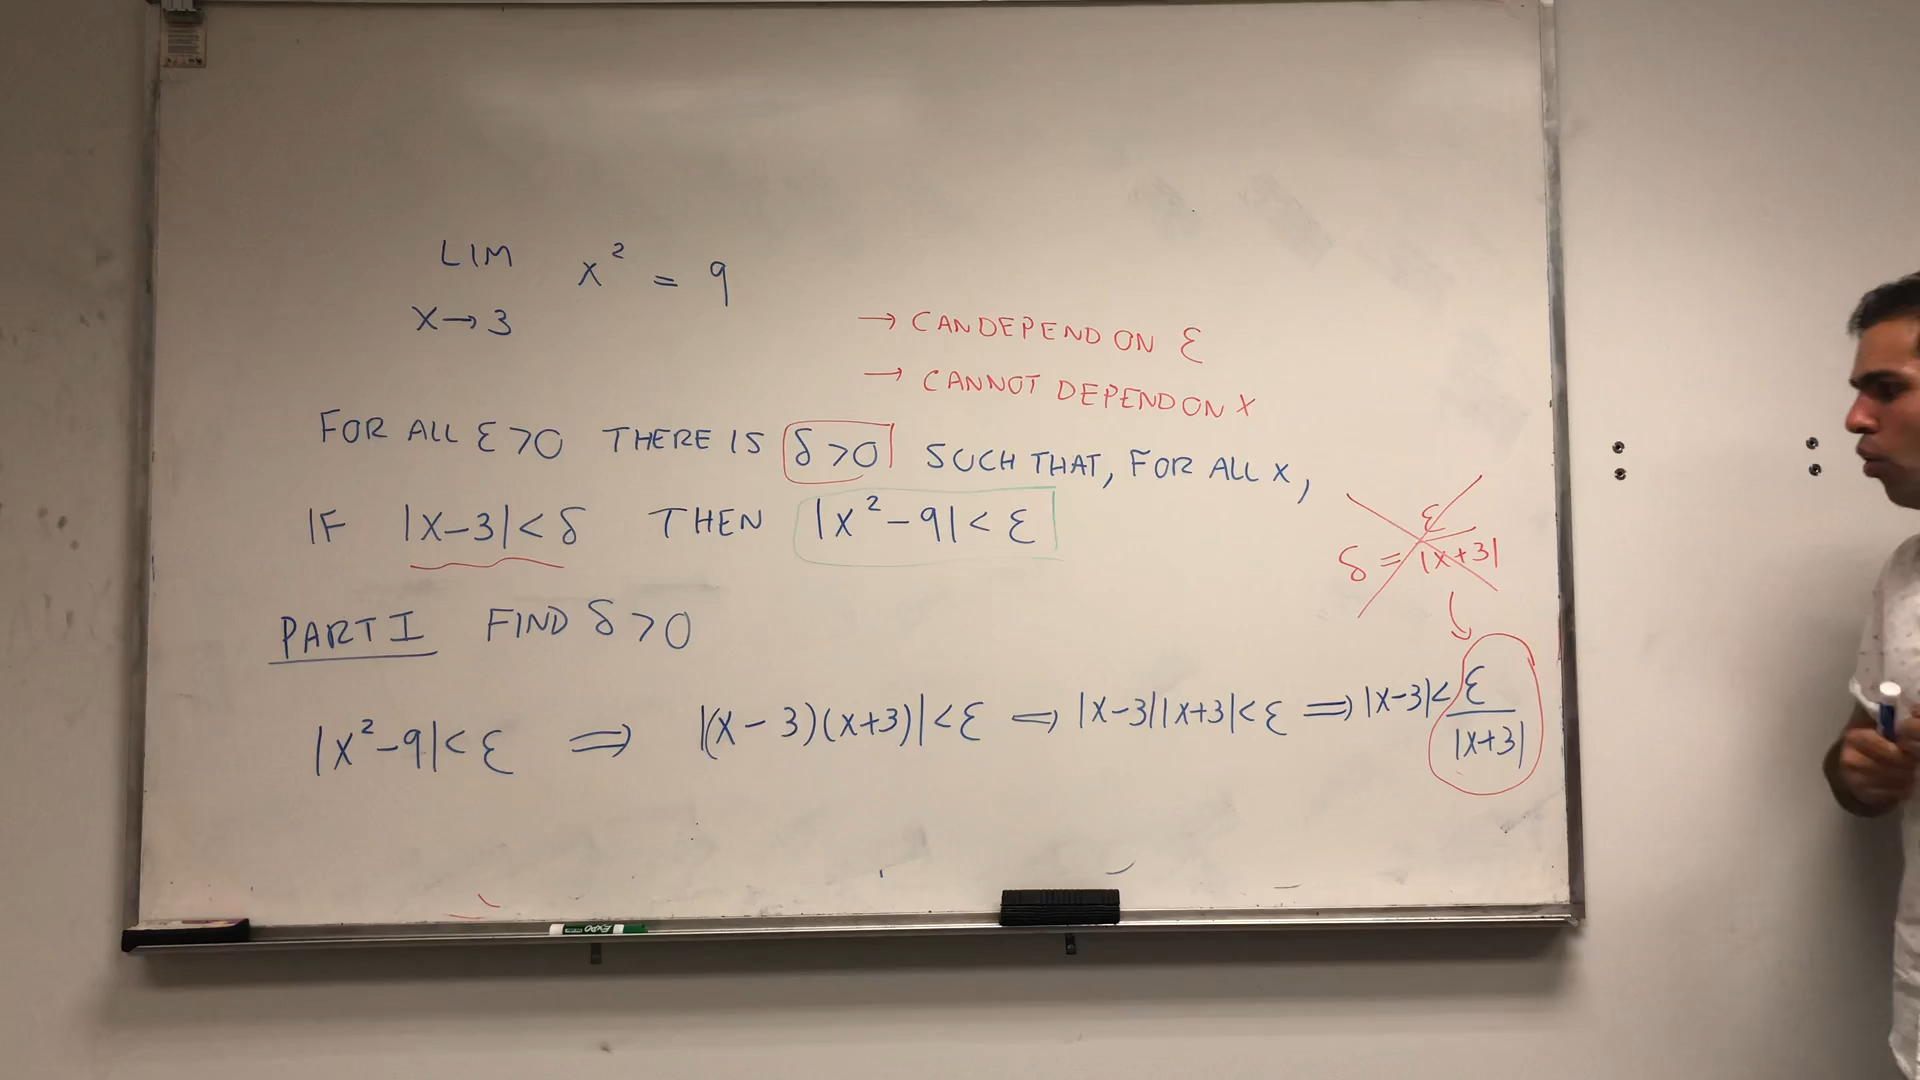 LIM x² = 9
X→3
→ CAN DEPEND ON ε
→ CANNOT DEPEND ON X
FOR ALL ε>0 THERE IS δ>0 SUCH THAT, FOR ALL X,
IF |X-3|<δ THEN |X²-9|<ε
δ = ε/|X+3|
PART I FIND δ>0
|X²-9|<ε ⟹ |(X-3)(X+3)|<ε ⟹ |X-3||X+3|<ε ⟹ |X-3|<ε/|X+3|
EXPO